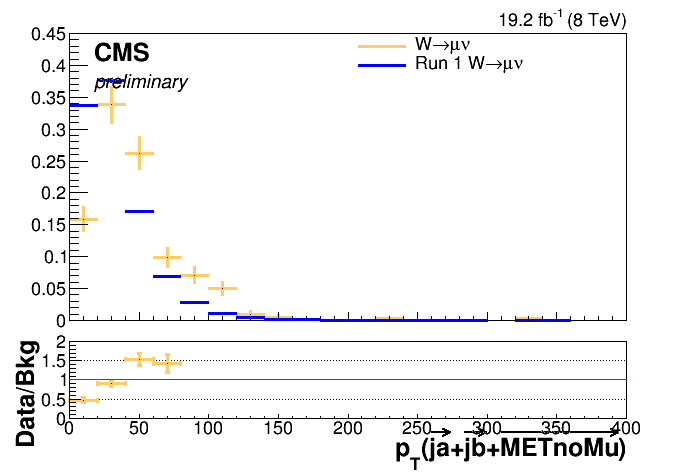 19.2 fb-1 (8 TeV)
CMS
preliminary
W→μν
Run 1 W→μν
0.45
0.4
0.35
0.3
0.25
0.2
0.15
0.1
0.05
0
Data/Bkg
2
1.5
1
0.5
0
0 50 100 150 200 250 300 350 400
pT(ja+jb+METnoMu)